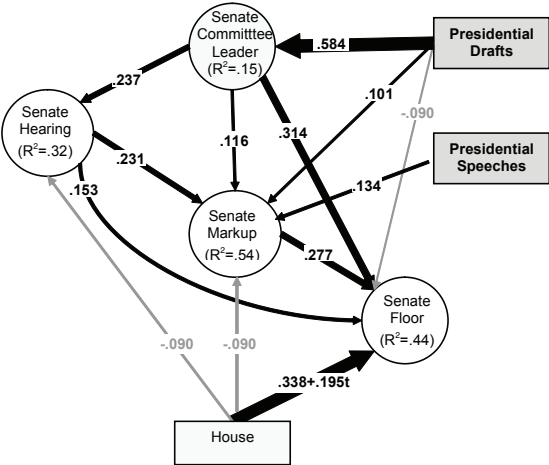 Senate
Committtee
Leader
(R²=.15)
Presidential
Drafts
.584
.237
.101
-.090
Senate
Hearing
(R²=.32)
.116
.314
.231
Presidential
Speeches
.153
.134
Senate
Markup
(R²=.54)
.277
Senate
Floor
(R²=.44)
-.090
-.090
.338+.195t
House